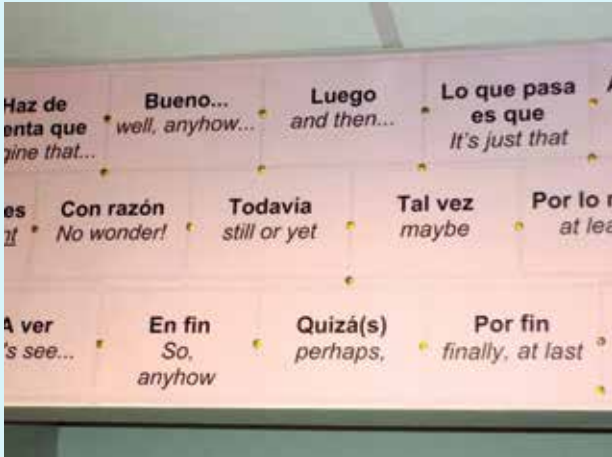 Haz de
enta que
gine that...
Bueno...
well, anyhow...
Luego
and then...
Lo que pasa
es que
It's just that
es
Con razón
No wonder!
Todavía
still or yet
Tal vez
maybe
Por lo
at lea
A ver
's see...
En fin
So,
anyhow
Quizá(s)
perhaps,
Por fin
finally, at last